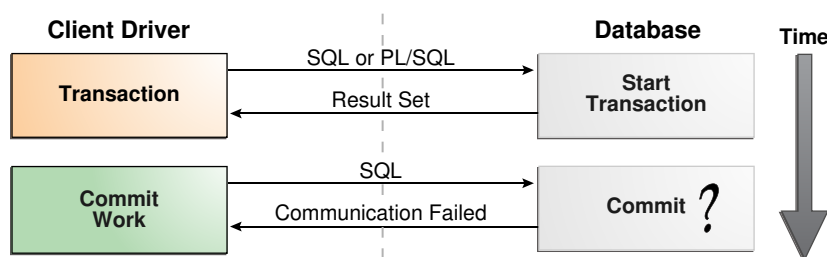 Client Driver
Database
Time
SQL or PL/SQL
Transaction
Result Set
Start
Transaction
SQL
Commit
Work
Communication Failed
Commit ?